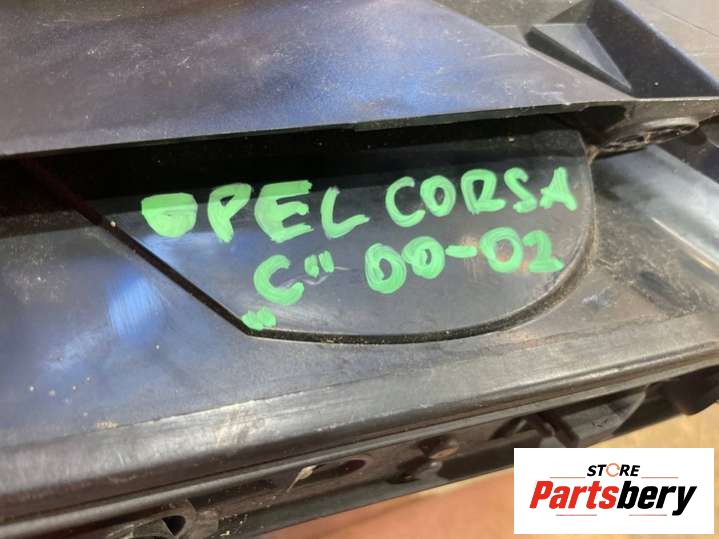 OPEL CORSA
„C" 00-02
STORE
Partsbery